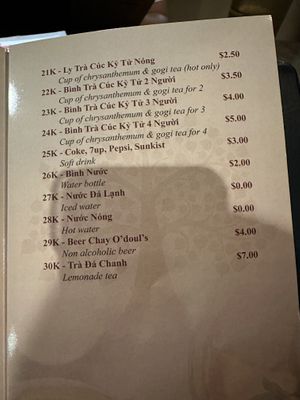 21K - Ly Trà Cúc Kỷ Tử Nóng $2.50
Cup of chrysanthemum & gogi tea (hot only)
22K - Bình Trà Cúc Kỷ Tử 2 Người $3.50
Cup of chrysanthemum & gogi tea for 2
23K - Bình Trà Cúc Kỷ Tử 3 Người $4.00
Cup of chrysanthemum & gogi tea for 3
24K - Bình Trà Cúc Kỷ Tử 4 Người $5.00
Cup of chrysanthemum & gogi tea for 4
25K - Coke, 7up, Pepsi, Sunkist $3.00
Soft drink
26K - Bình Nước $2.00
Water bottle
27K - Nước Đá Lạnh $0.00
Iced water
28K - Nước Nóng $0.00
Hot water
29K - Beer Chay O'doul's $4.00
Non alcoholic beer
30K - Trà Đá Chanh $7.00
Lemonade tea